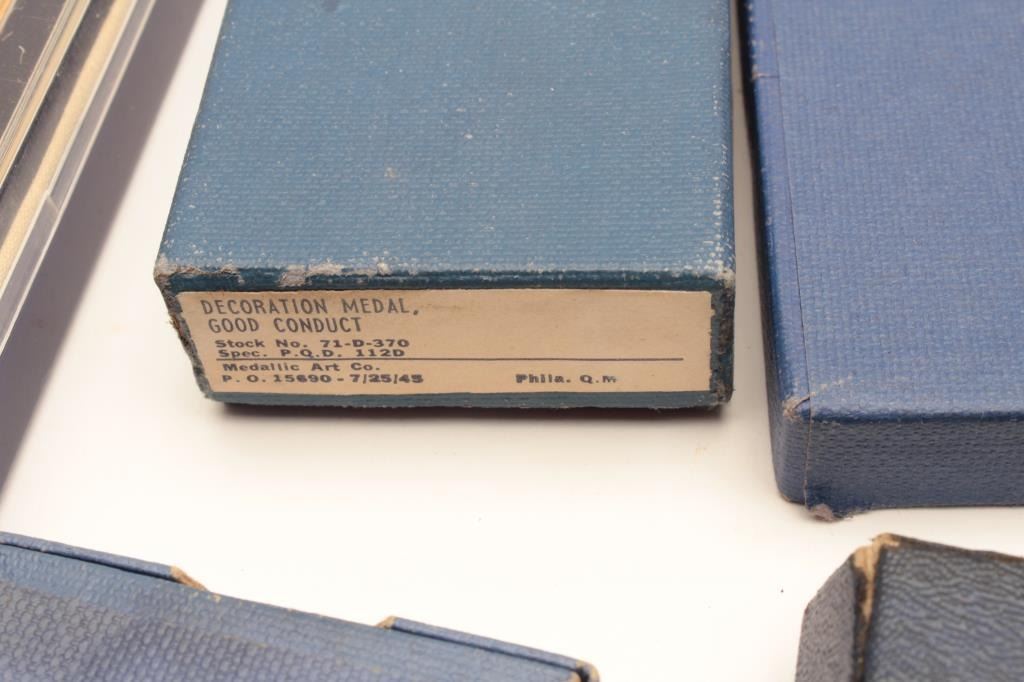 DECORATION MEDAL,
GOOD CONDUCT
Stock No. 71-D-370
Spec. P.Q.D. 112D
Medallic Art Co.
P. O. 15690 - 7/25/45 Phila. Q.M